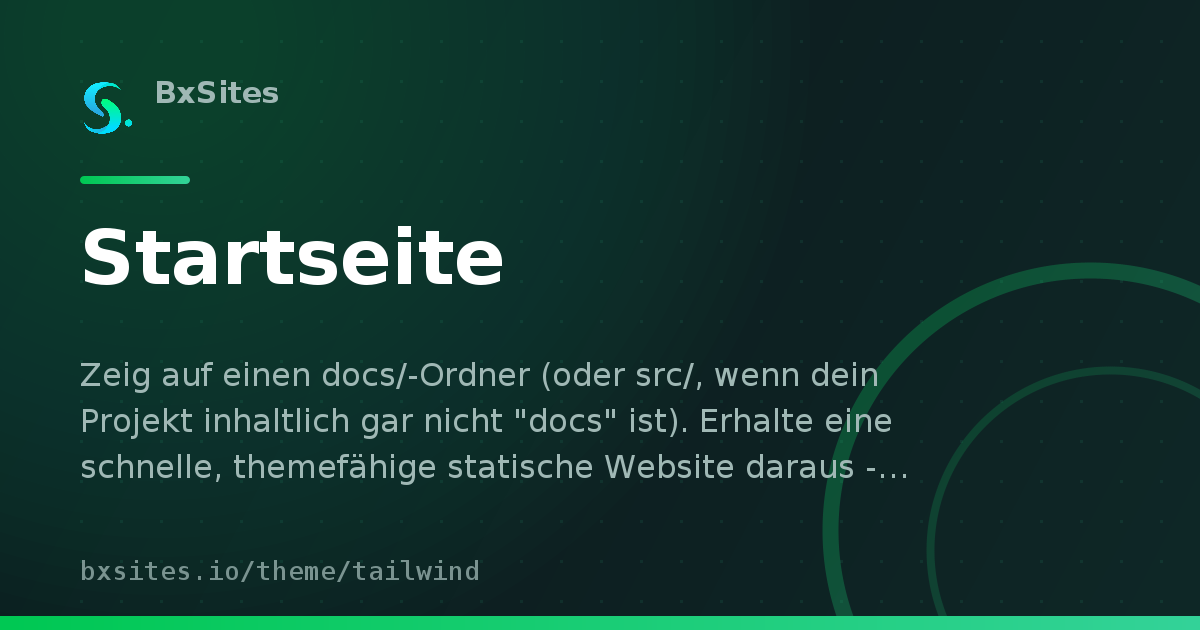 BxSites
Startseite
Zeig auf einen docs/-Ordner (oder src/, wenn dein
Projekt inhaltlich gar nicht "docs" ist). Erhalte eine
schnelle, themefähige statische Website daraus -...
bxsites.io/theme/tailwind